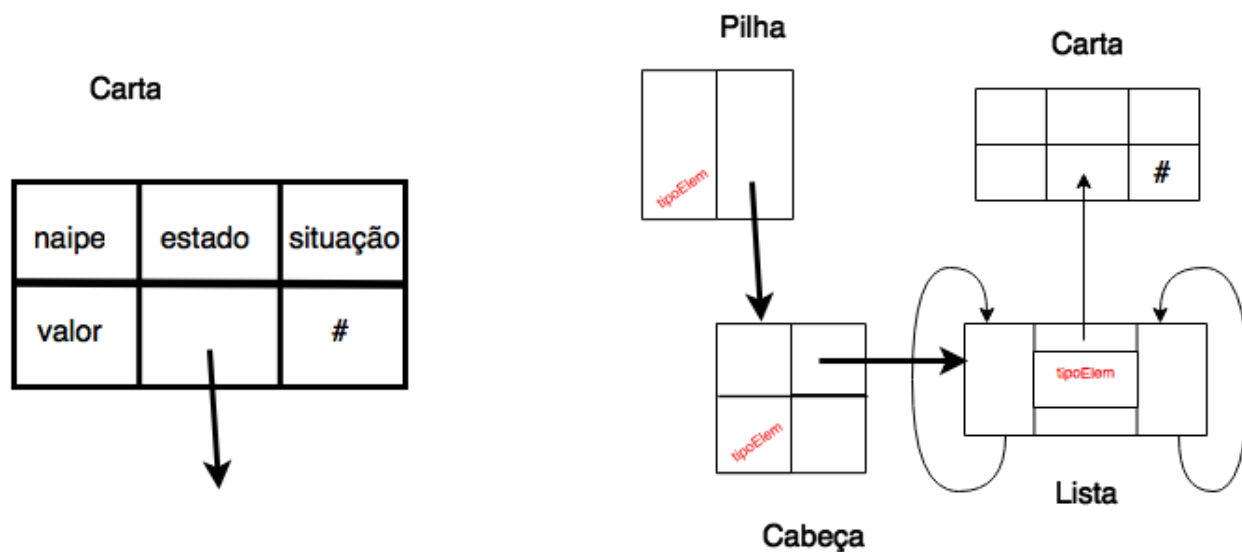 Carta
naipe estado situação
valor #
Pilha
tipoElem
Carta
#
tipoElem
tipoElem
Lista
Cabeça